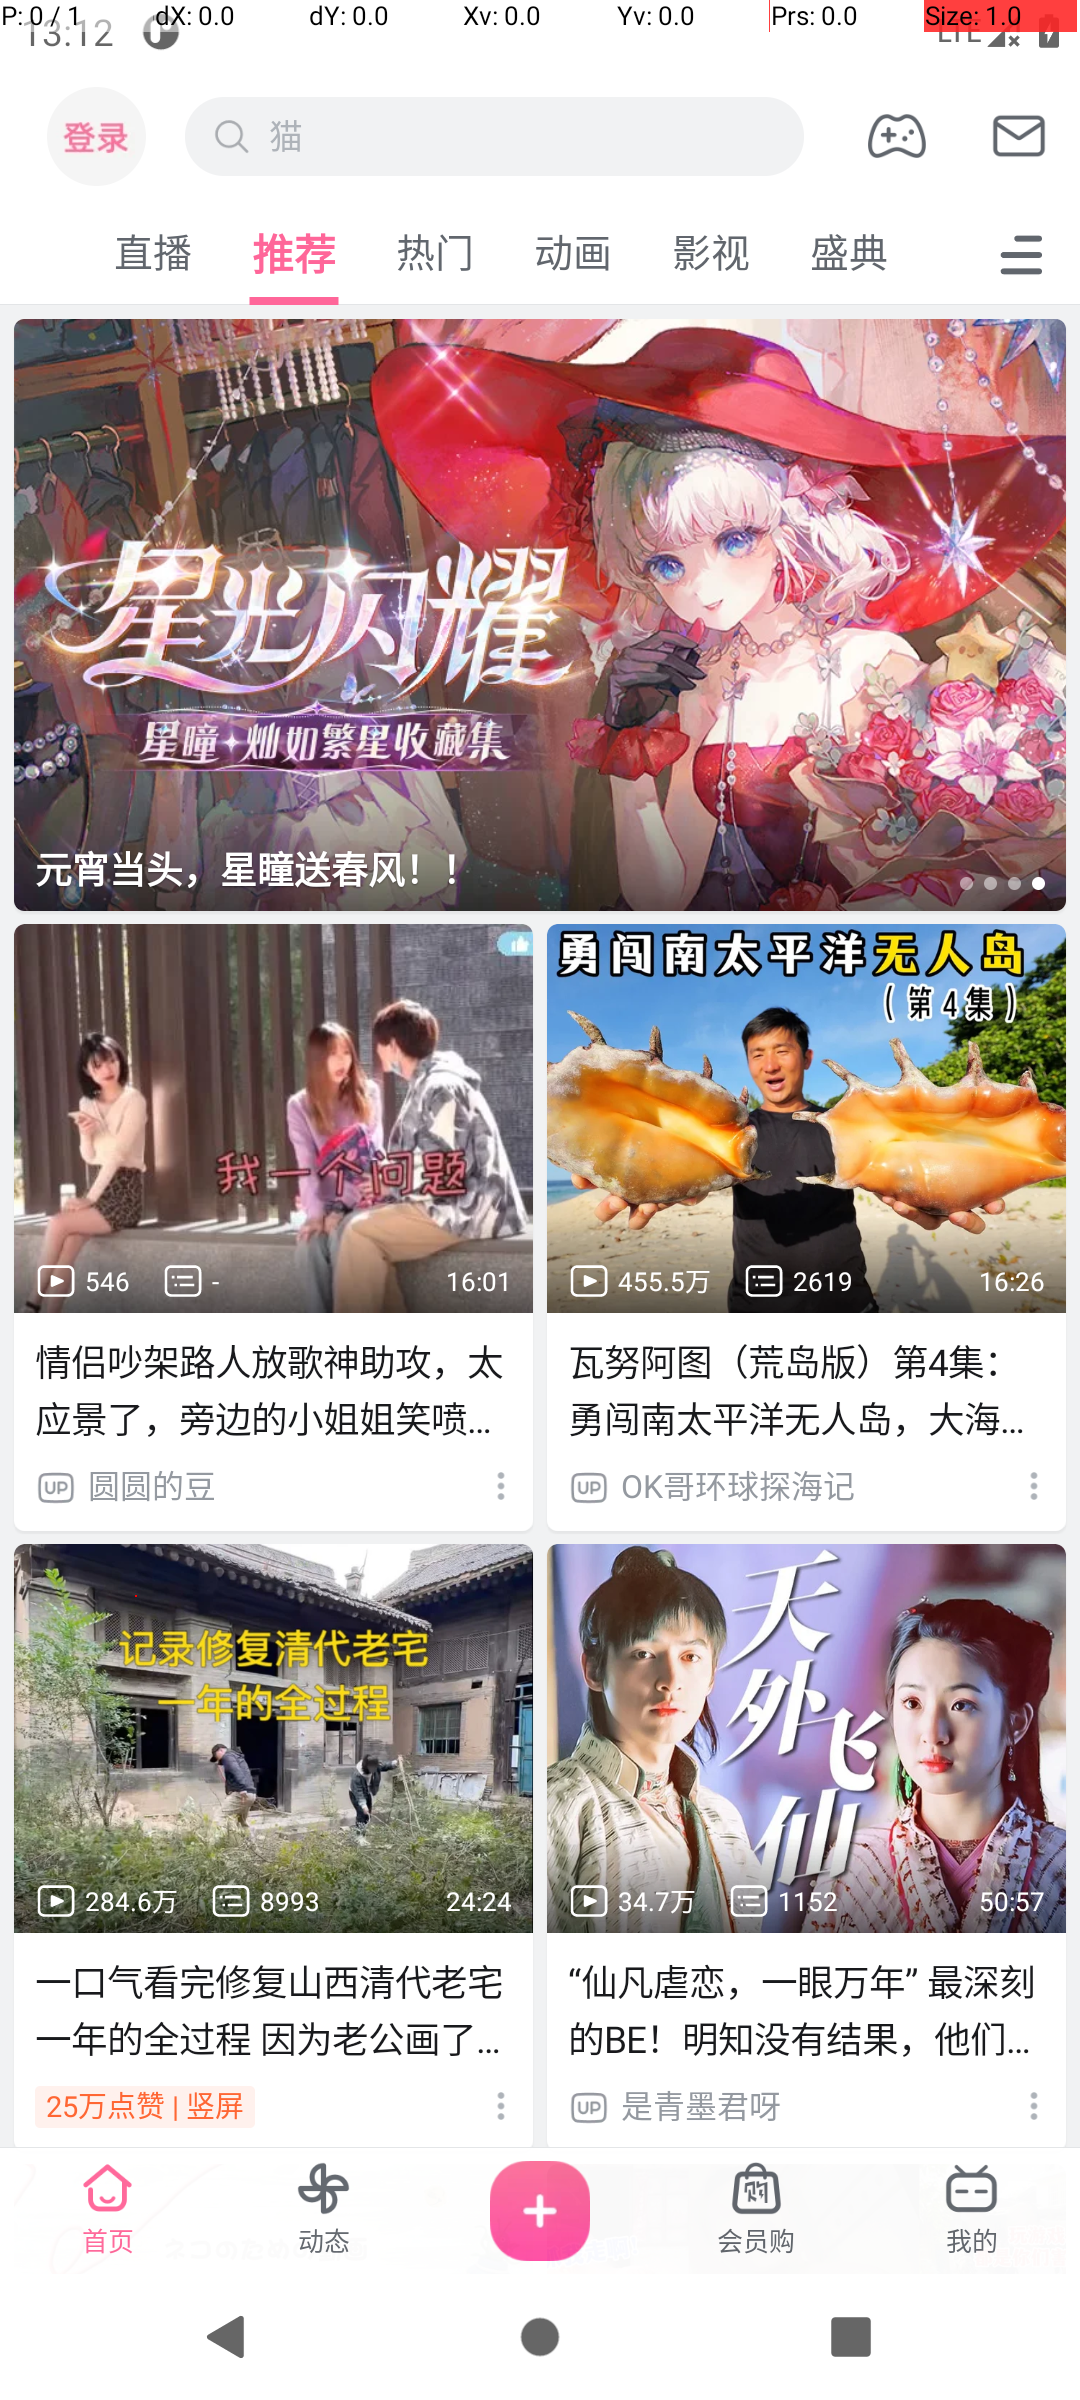 P: 0 / 1 dX: 0.0 dY: 0.0 Xv: 0.0 Yv: 0.0 Prs: 0.0 Size: 1.0
13:12 LTE
登录 猫
直播 推荐 热门 动画 影视 盛典
星光闪耀
星瞳·灿如繁星收藏集
元宵当头，星瞳送春风！！
我一个问题
546 - 16:01
情侣吵架路人放歌神助攻，太
应景了，旁边的小姐姐笑喷...
UP 圆圆的豆
勇闯南太平洋无人岛
（第4集）
455.5万 2619 16:26
瓦努阿图（荒岛版）第4集：
勇闯南太平洋无人岛，大海...
UP OK哥环球探海记
记录修复清代老宅
一年的全过程
284.6万 8993 24:24
一口气看完修复山西清代老宅
一年的全过程 因为老公画了...
25万点赞 | 竖屏
天外飞仙
34.7万 1152 50:57
“仙凡虐恋，一眼万年” 最深刻
的BE！明知没有结果，他们...
UP 是青墨君呀
首页 动态 会员购 我的